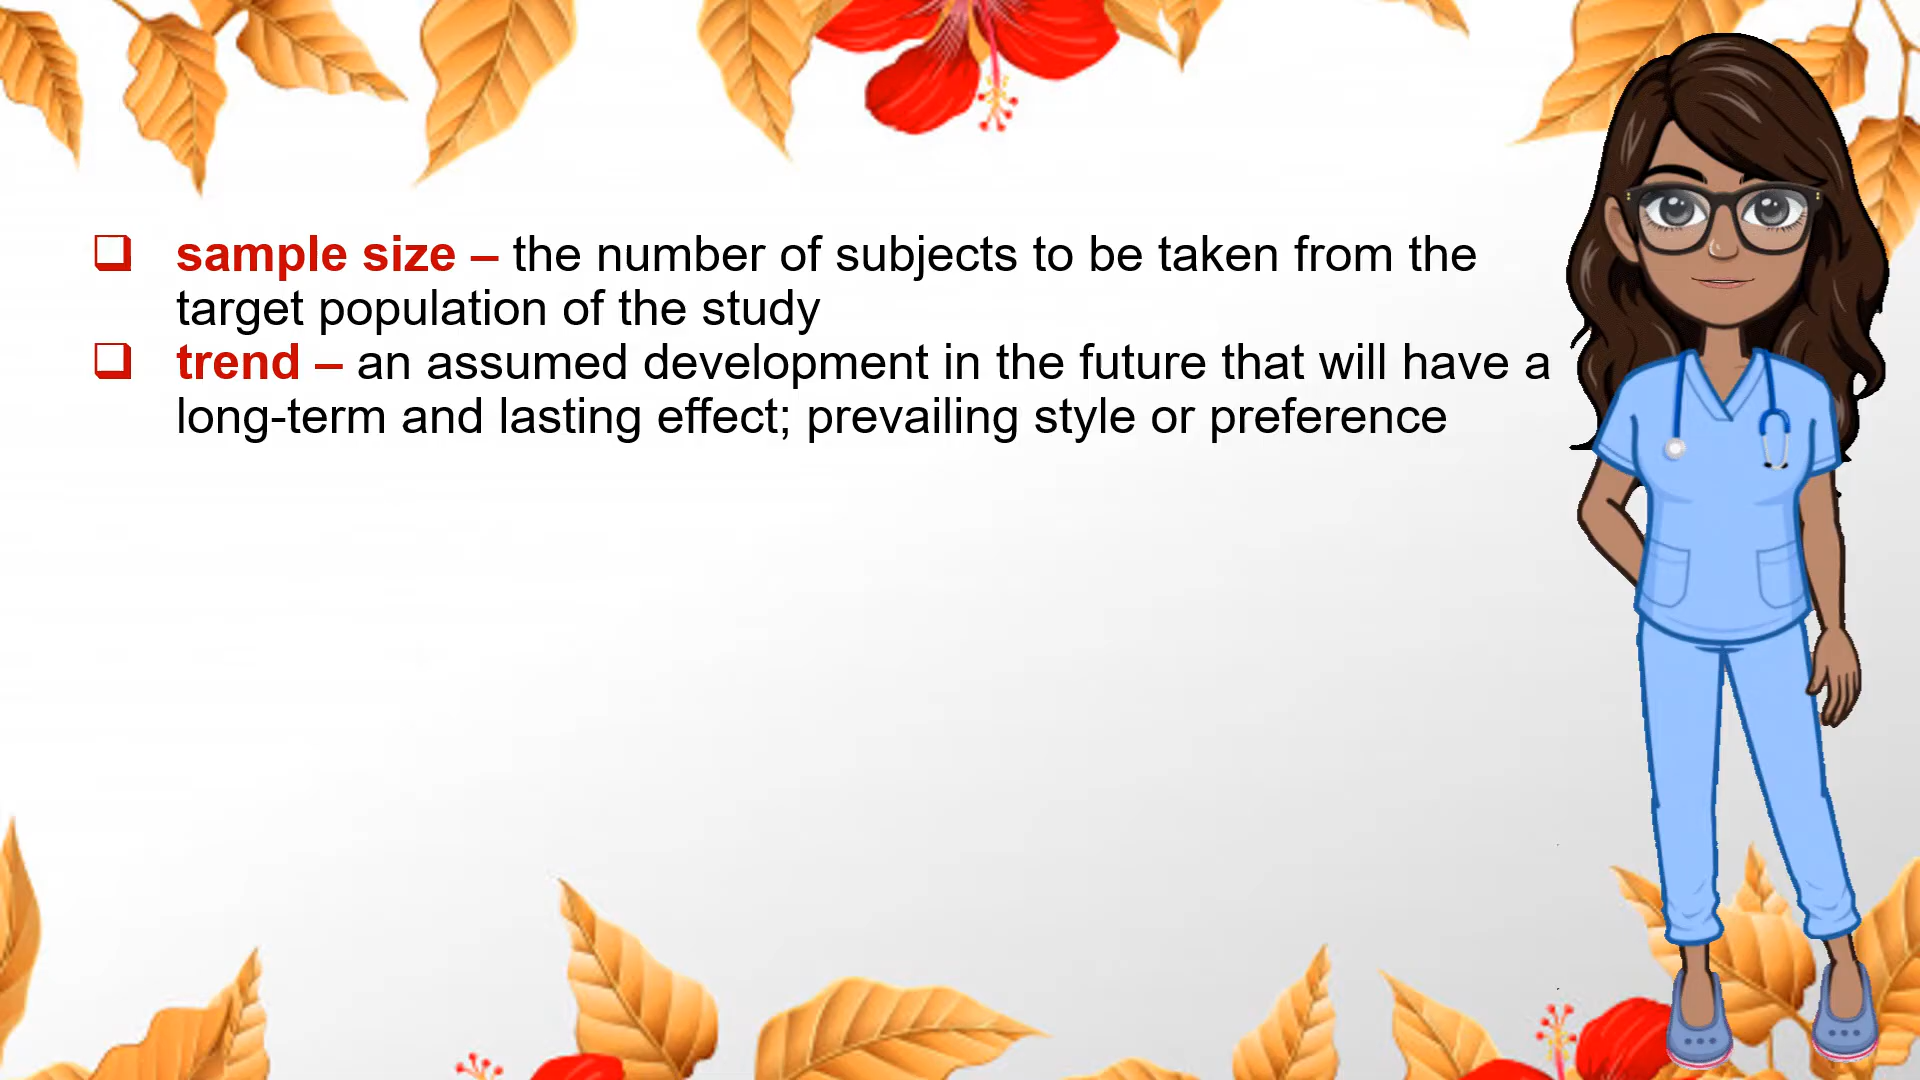 ❑ sample size – the number of subjects to be taken from the
target population of the study
❑ trend – an assumed development in the future that will have a
long-term and lasting effect; prevailing style or preference